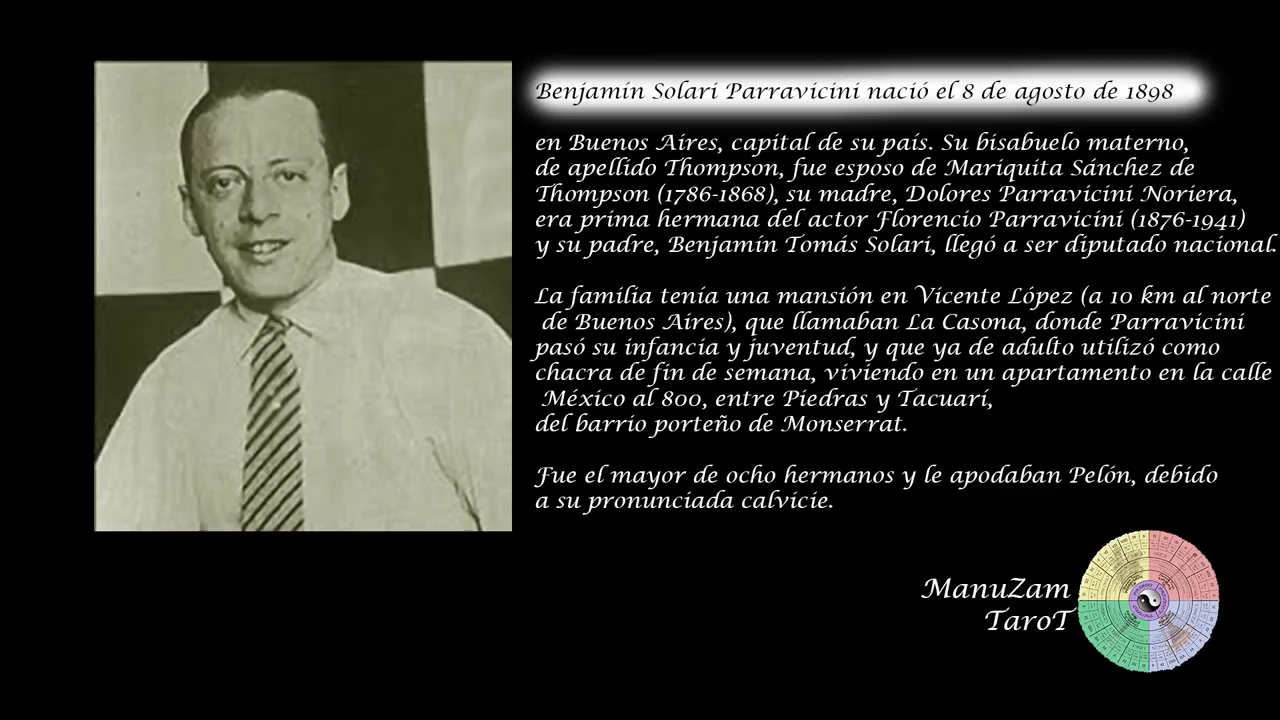 Benjamín Solari Parravicini nació el 8 de agosto de 1898
en Buenos Aires, capital de su país. Su bisabuelo materno,
de apellido Thompson, fue esposo de Mariquita Sánchez de
Thompson (1786-1868), su madre, Dolores Parravicini Noriera,
era prima hermana del actor Florencio Parravicini (1876-1941)
y su padre, Benjamín Tomás Solari, llegó a ser diputado nacional.
La familia tenía una mansión en Vicente López (a 10 km al norte
de Buenos Aires), que llamaban La Casona, donde Parravicini
pasó su infancia y juventud, y que ya de adulto utilizó como
chacra de fin de semana, viviendo en un apartamento en la calle
México al 800, entre Piedras y Tacuarí,
del barrio porteño de Monserrat.
Fue el mayor de ocho hermanos y le apodaban Pelón, debido
a su pronunciada calvicie.
ManuZam
TaroT